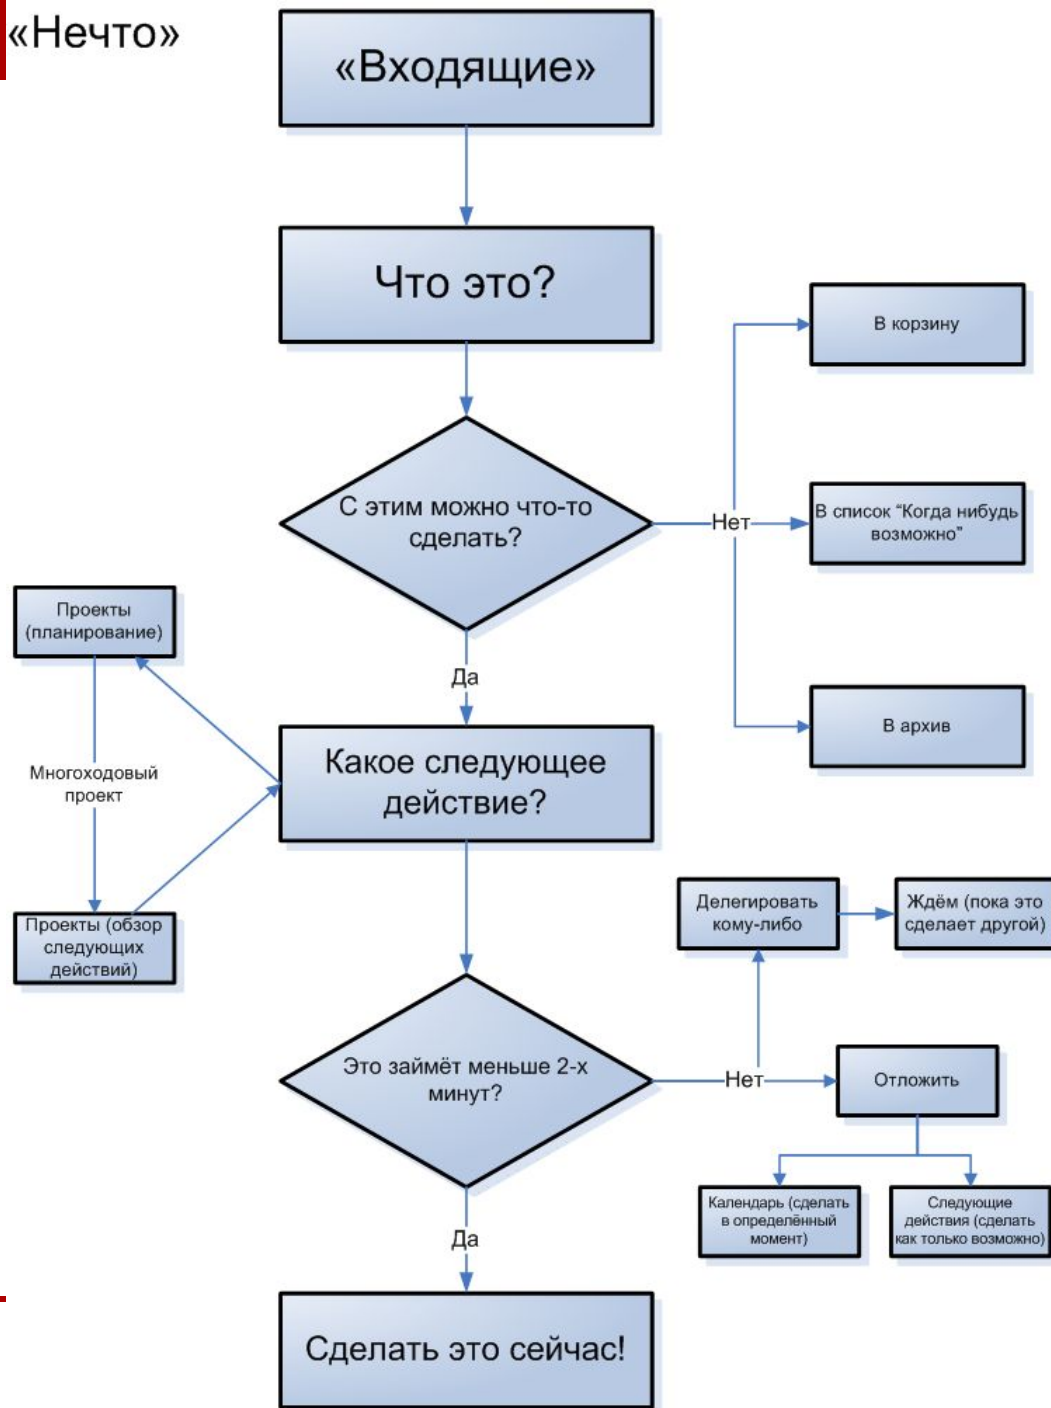 «Нечто»
«Входящие»
Что это?
В корзину
С этим можно что-то
сделать?
Нет
В список “Когда нибудь
возможно”
Проекты
(планирование)
Да
В архив
Какое следующее
действие?
Многоходовый
проект
Делегировать
кому-либо
Ждём (пока это
сделает другой)
Проекты (обзор
следующих
действий)
Это займёт меньше 2-х
минут?
Нет
Отложить
Календарь (сделать
в определённый
момент)
Следующие
действия (сделать
как только возможно)
Да
Сделать это сейчас!